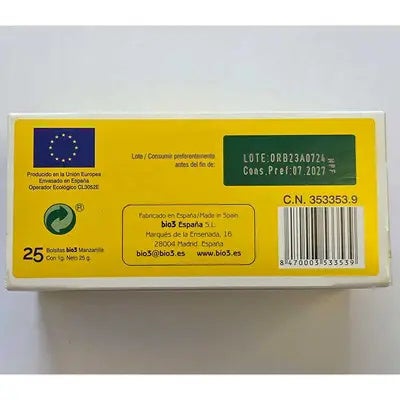 Producido en la Unión Europea
Envasado en España
Operador Ecológico CL3082E
Lote / Consumir preferentemente
antes del fin de:
LOTE:ORB23A0724
Cons.Pref:07.2027
C.N. 353353.9
25 Bolsitas bio3 Manzanilla
Con 1g. Neto 25 g.
Fabricado en España/Made in Spain
bio3 España S.L.
Marqués de la Ensenada, 16
28004 Madrid. España
bio3@bio3.es www.bio3.es
8 470003 533539